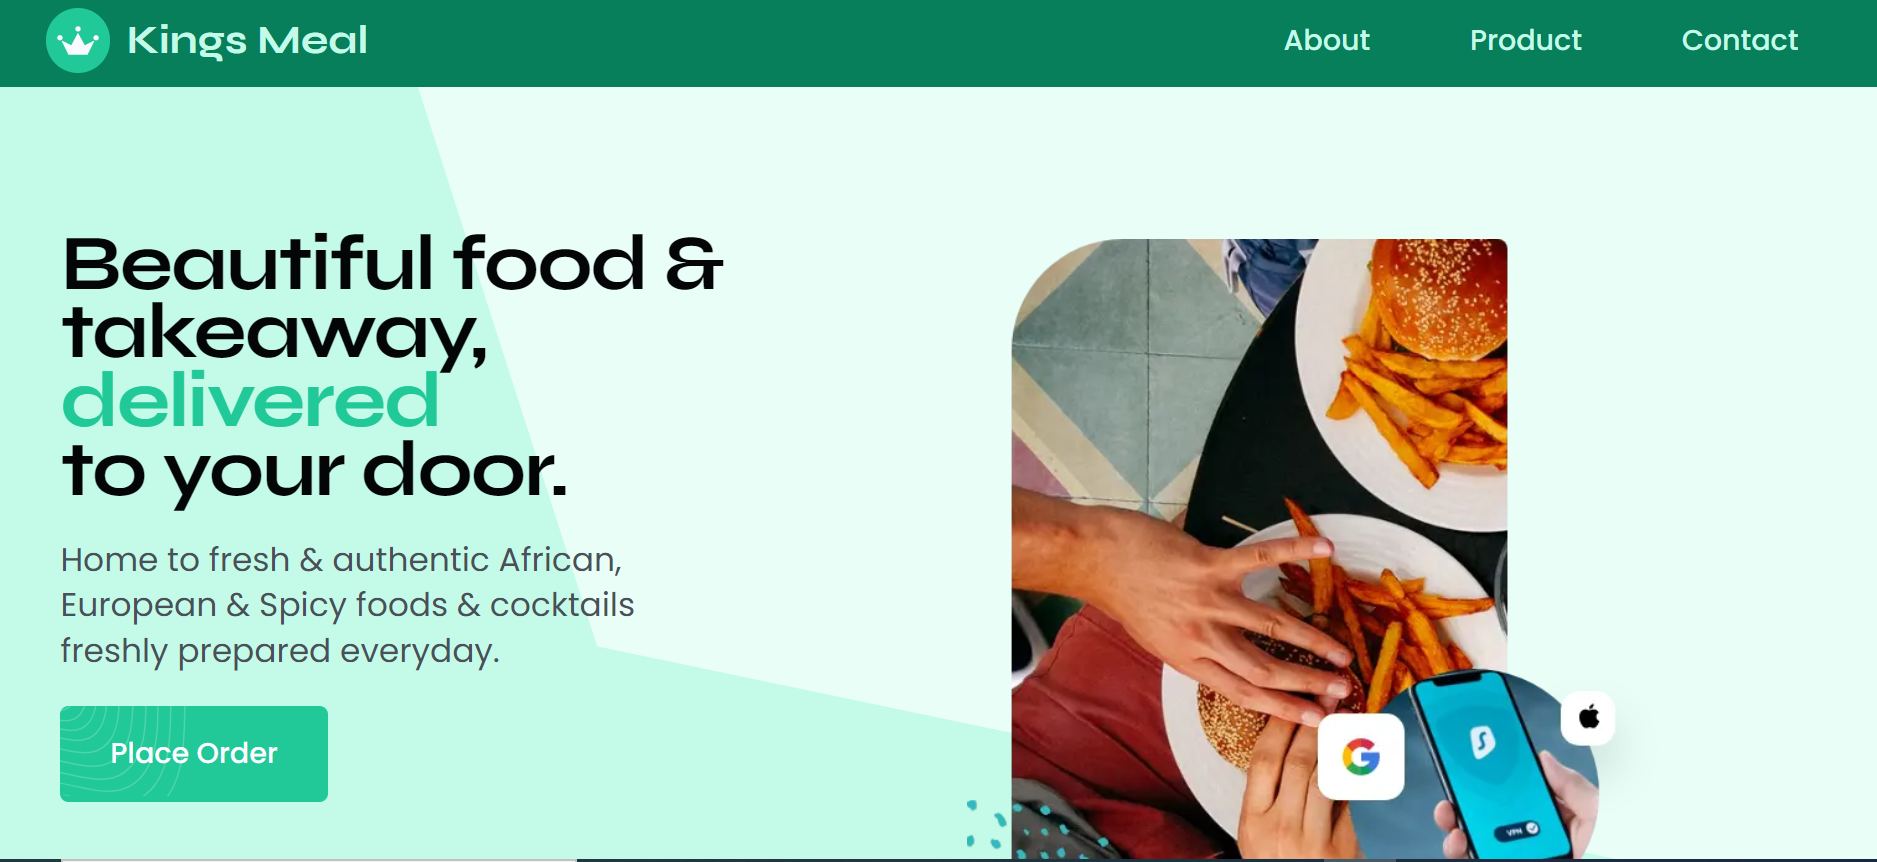 Kings Meal
About
Product
Contact
Beautiful food &
takeaway,
delivered
to your door.
Home to fresh & authentic African,
European & Spicy foods & cocktails
freshly prepared everyday.
Place Order
G
S
VPN